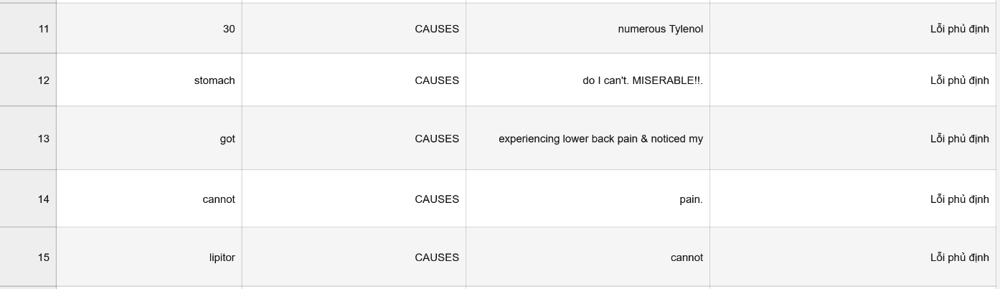 11 30 CAUSES numerous Tylenol Lỗi phủ định
12 stomach CAUSES do I can't. MISERABLE!!. Lỗi phủ định
13 got CAUSES experiencing lower back pain & noticed my Lỗi phủ định
14 cannot CAUSES pain. Lỗi phủ định
15 lipitor CAUSES cannot Lỗi phủ định